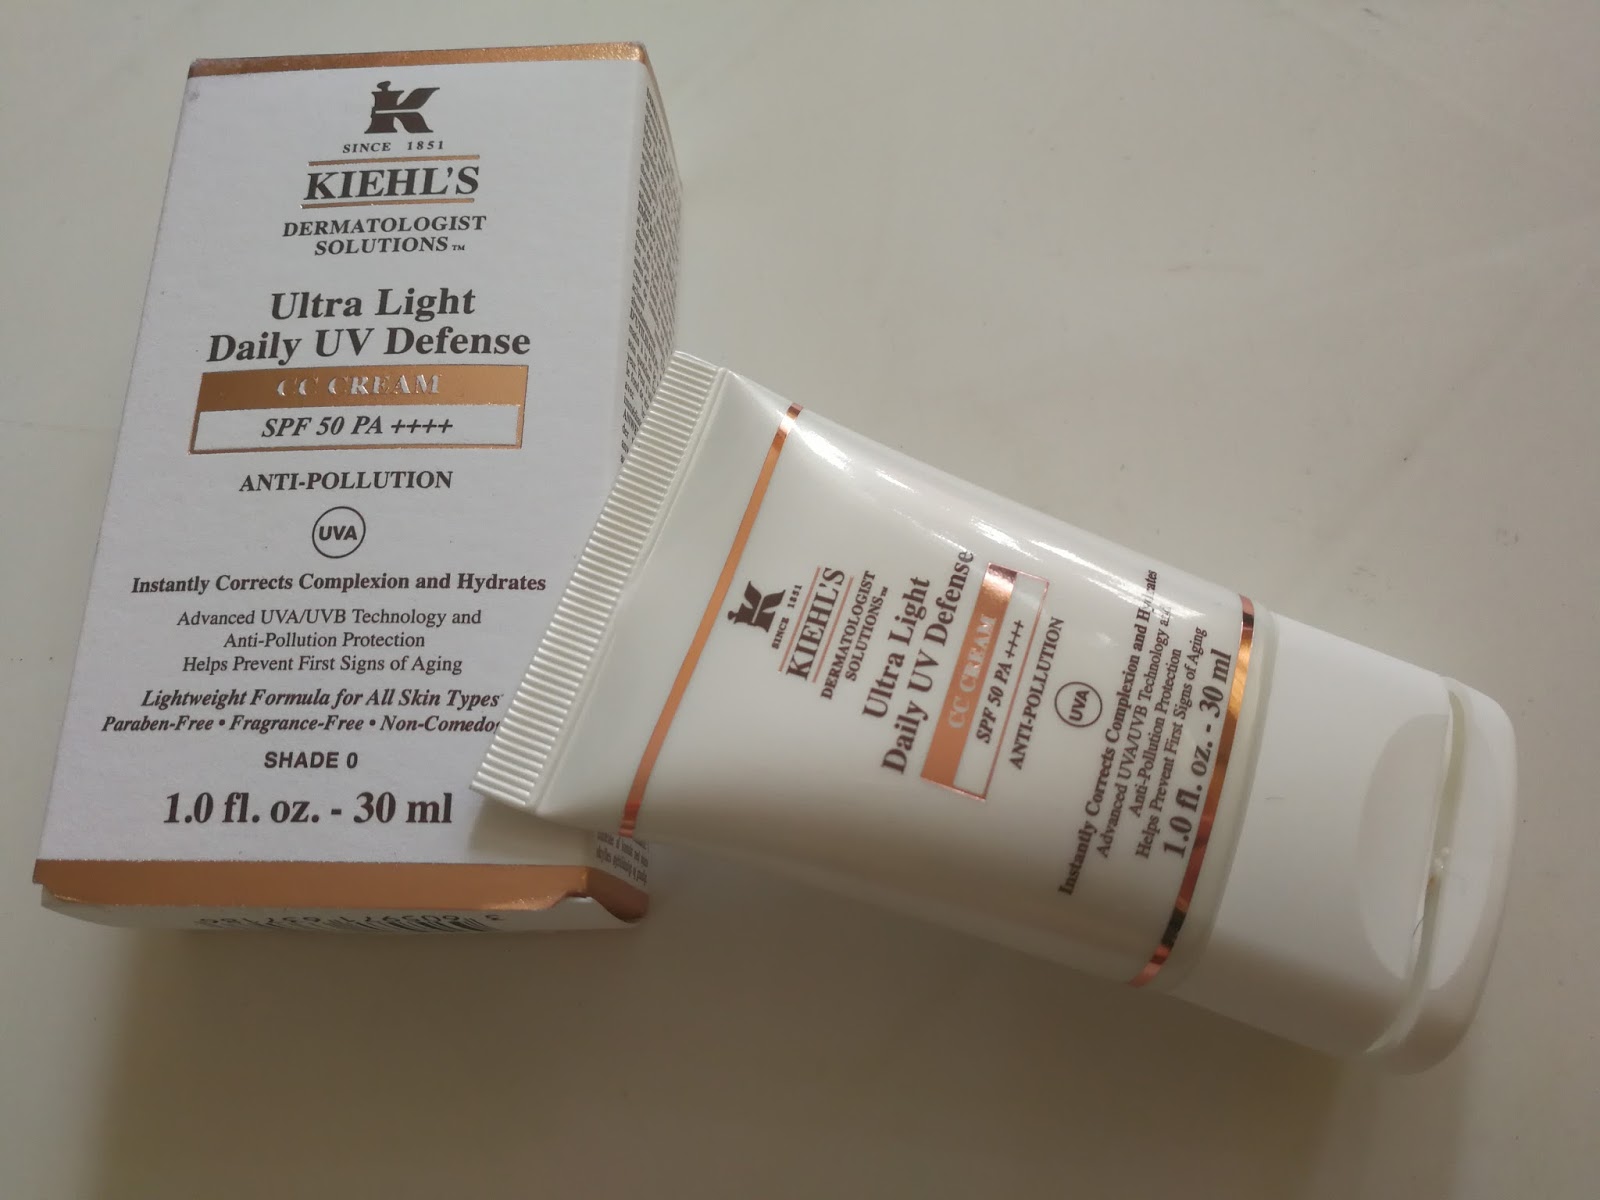 K
SINCE 1851
KIEHL'S
DERMATOLOGIST
SOLUTIONS™
Ultra Light
Daily UV Defense
CC CREAM
SPF 50 PA ++++
ANTI-POLLUTION
UVA
Instantly Corrects Complexion and Hydrates
Advanced UVA/UVB Technology and
Anti-Pollution Protection
Helps Prevent First Signs of Aging
Lightweight Formula for All Skin Types
Paraben-Free • Fragrance-Free •
SHADE 0
1.0 fl. oz. - 30 ml
K
SINCE 1851
KIEHL'S
DERMATOLOGIST
SOLUTIONS™
Ultra Light
Daily UV Defense
CC CREAM
SPF 50 PA ++++
ANTI-POLLUTION
UVA
Instantly Corrects Complexion and Hydrates
Advanced UVA/UVB Technology
Anti-Pollution Protection
Helps Prevent First Signs of Aging
1.0 fl. oz. - 30 ml